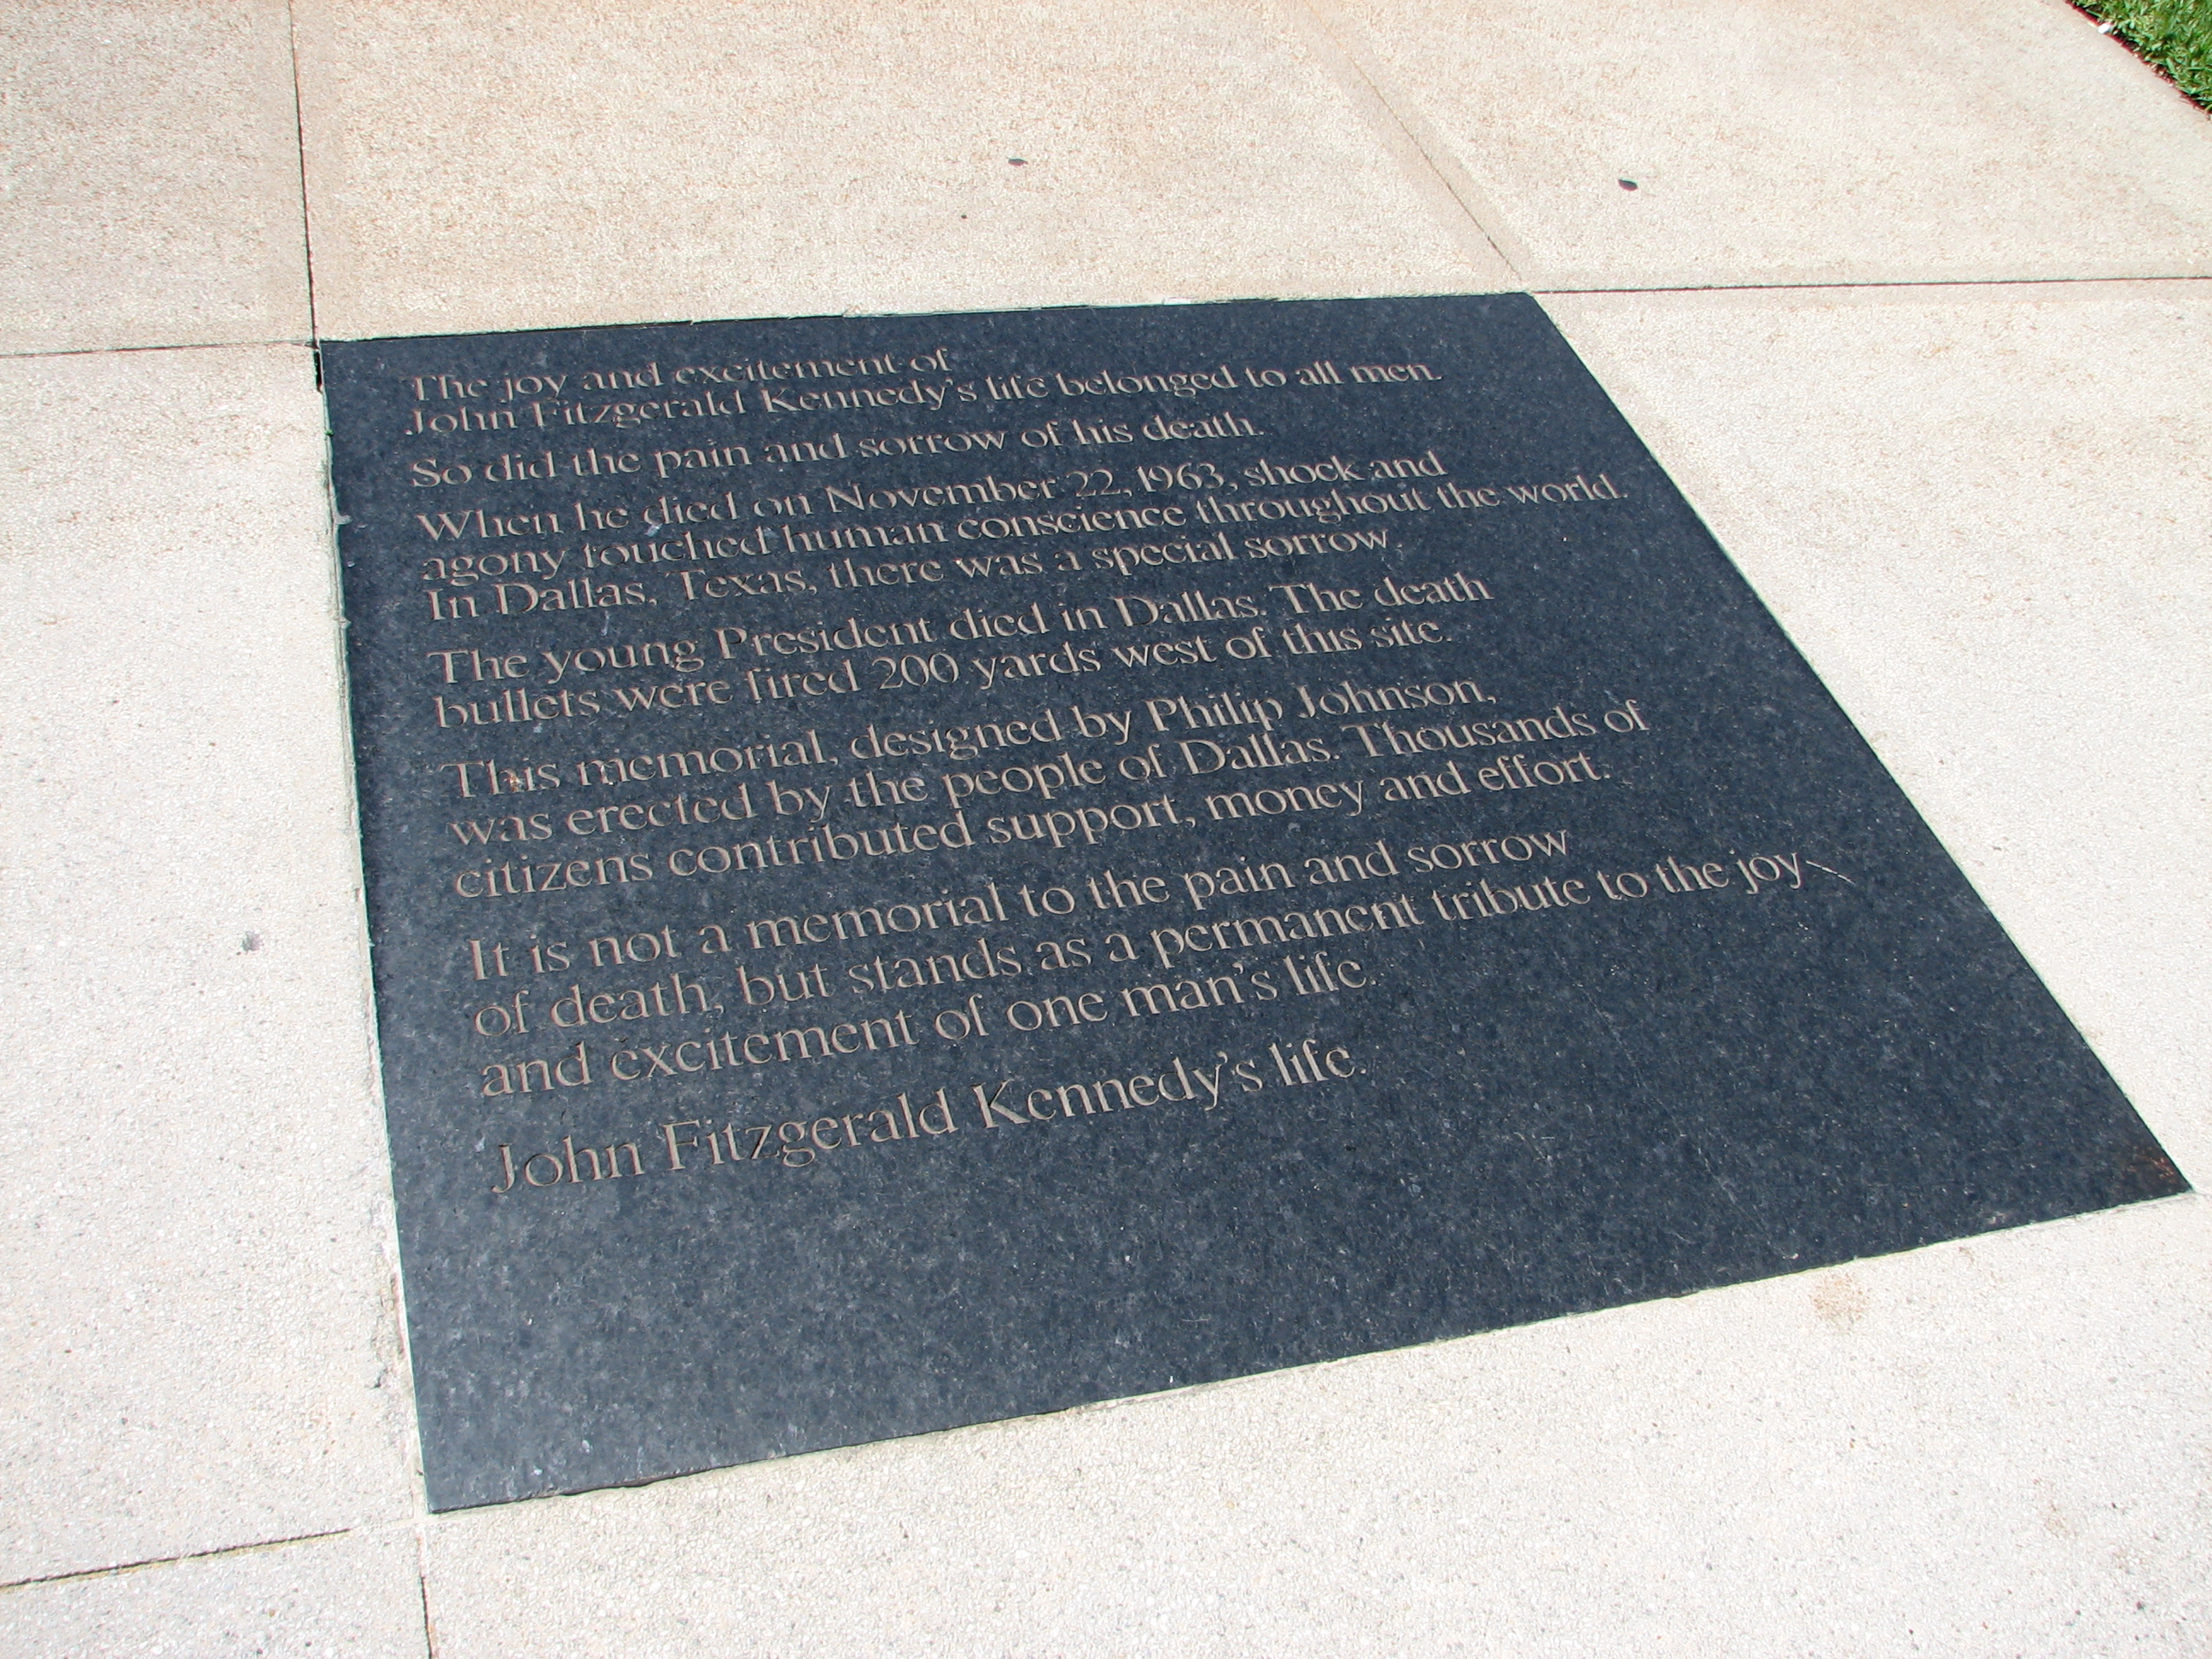 The joy and excitement of
John Fitzgerald Kennedy's life belonged to all men.
So did the pain and sorrow of his death.
When he died on November 22, 1963, shock and
agony touched human conscience throughout the world.
In Dallas, Texas, there was a special sorrow.
The young President died in Dallas. The death
bullets were fired 200 yards west of this site.
This memorial, designed by Philip Johnson,
was erected by the people of Dallas. Thousands of
citizens contributed support, money and effort.
It is not a memorial to the pain and sorrow
of death, but stands as a permanent tribute to the joy
and excitement of one man's life.
John Fitzgerald Kennedy's life.